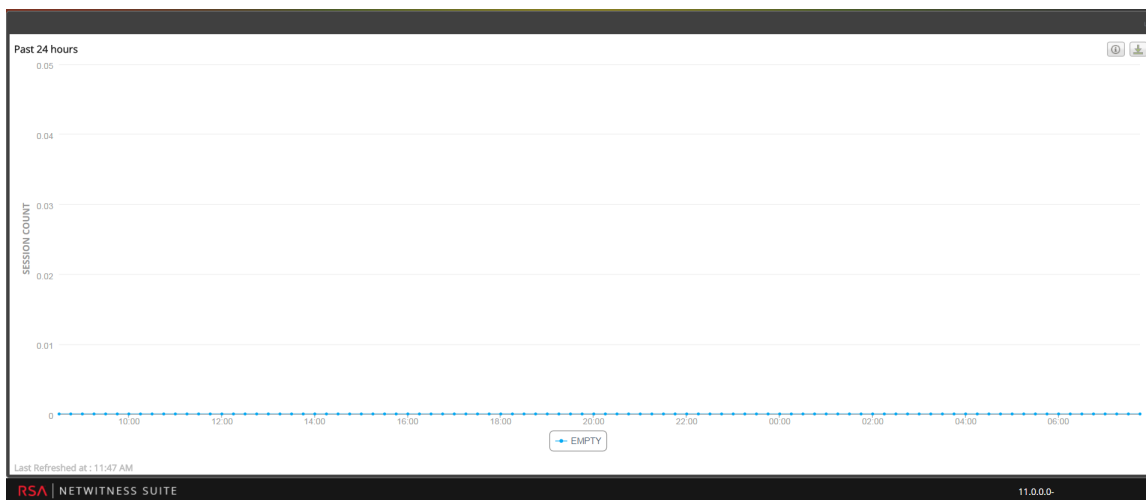 Past 24 hours
0.05
0.04
0.03
0.02
0.01
0
SESSION COUNT
10:00 12:00 14:00 16:00 18:00 20:00 22:00 00:00 02:00 04:00 06:00
EMPTY
Last Refreshed at : 11:47 AM
RSA NETWITNESS SUITE 11.0.0.0-